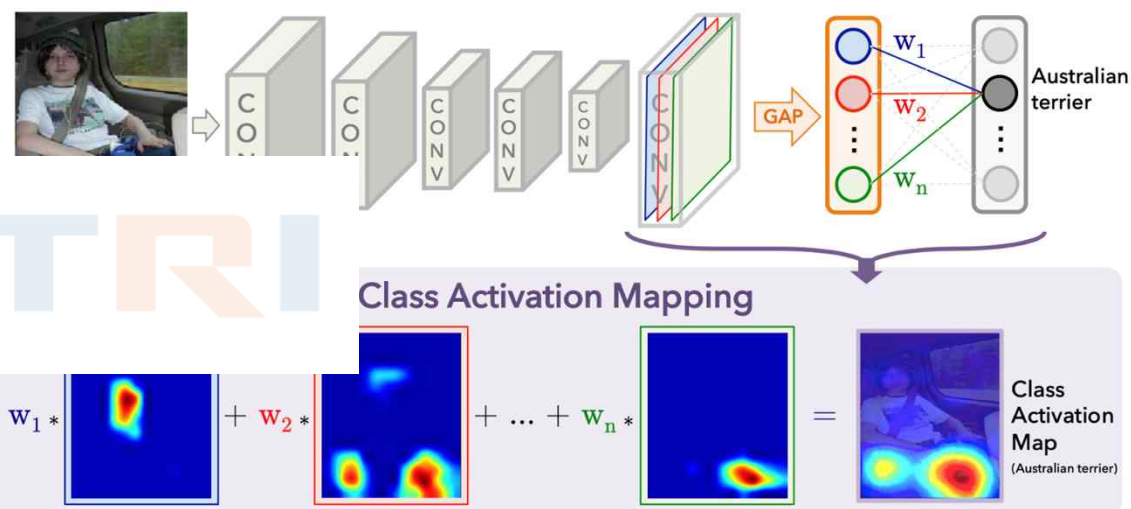 CONV
CONV
CONV
CONV
CONV
CONV
GAP
w1
w2
wn
Australian
terrier
TRI
Class Activation Mapping
w1 * + w2 * + ... + wn * =
Class
Activation
Map
(Australian terrier)